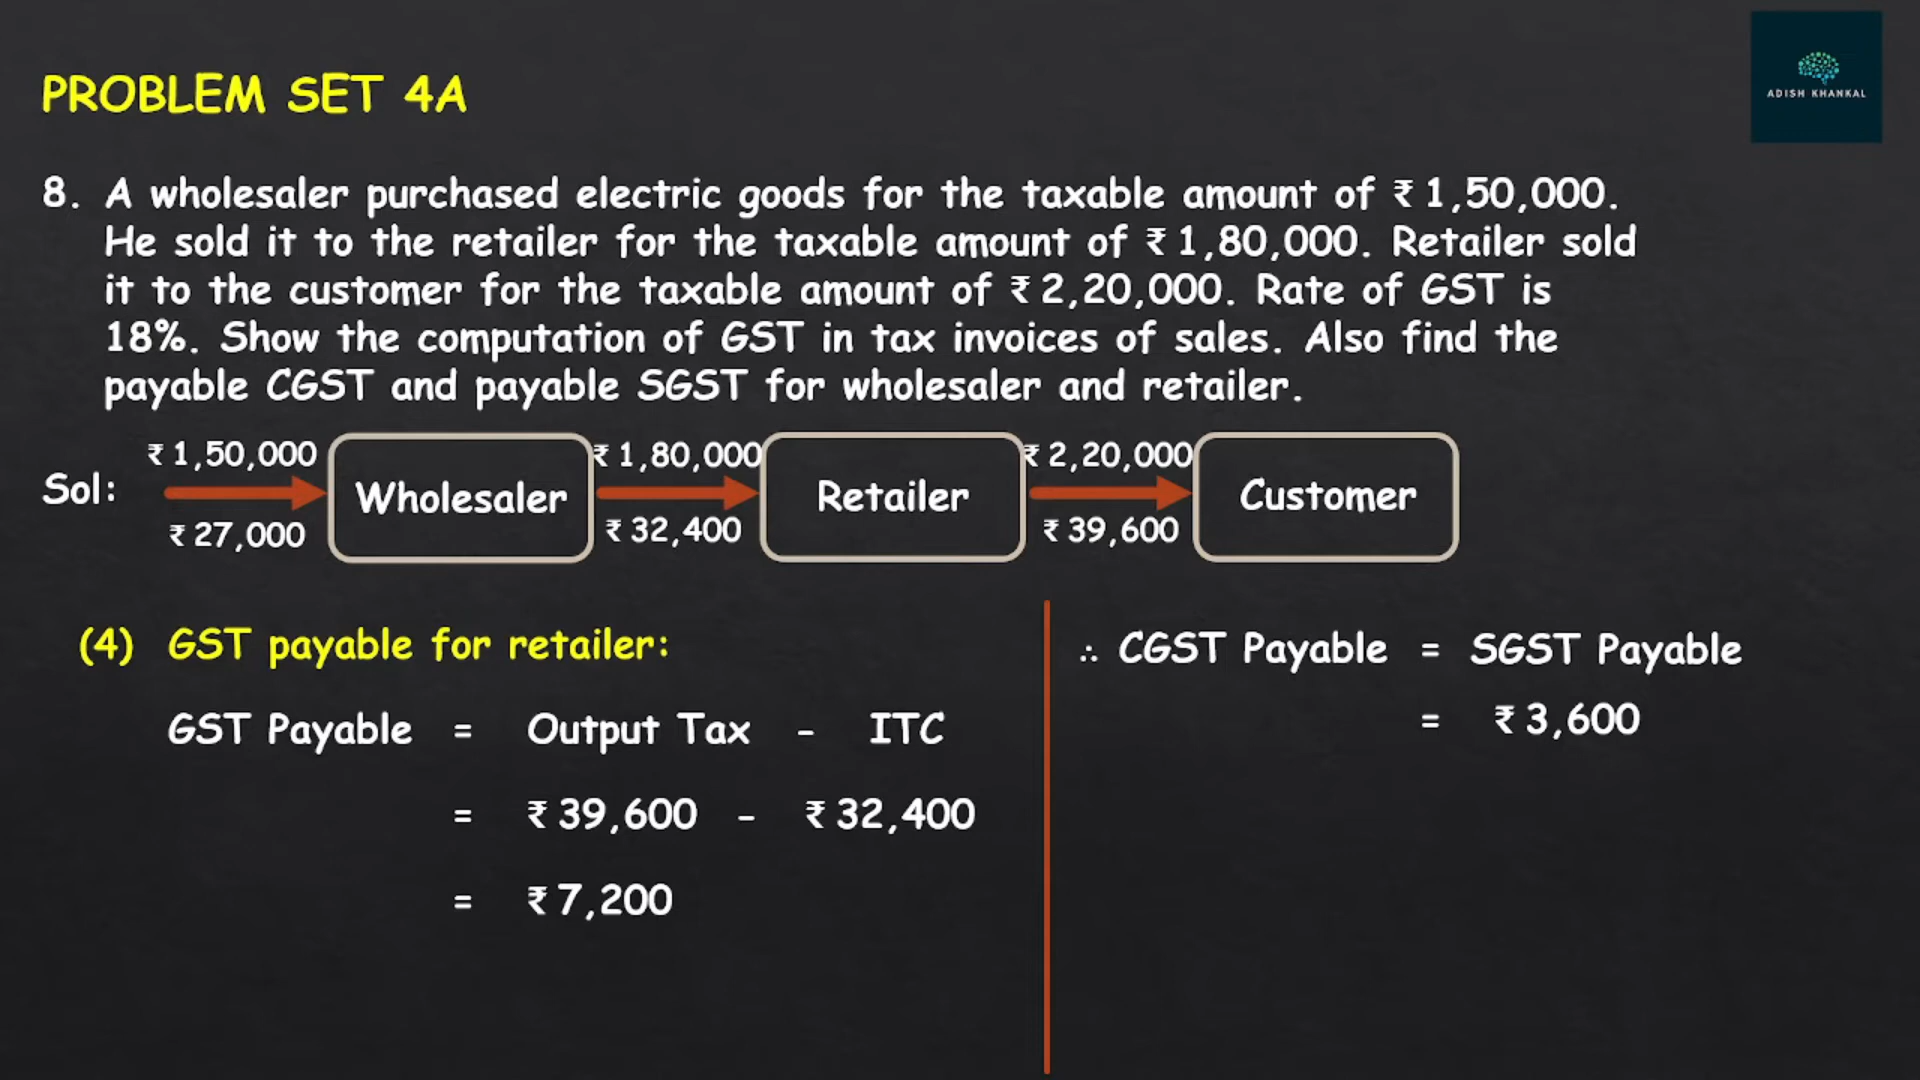 ADISH KHANKAL
PROBLEM SET 4A
8. A wholesaler purchased electric goods for the taxable amount of ₹ 1,50,000.
He sold it to the retailer for the taxable amount of ₹ 1,80,000. Retailer sold
it to the customer for the taxable amount of ₹ 2,20,000. Rate of GST is
18%. Show the computation of GST in tax invoices of sales. Also find the
payable CGST and payable SGST for wholesaler and retailer.
₹ 1,50,000 ₹ 1,80,000 ₹ 2,20,000
Sol: Wholesaler Retailer Customer
₹ 27,000 ₹ 32,400 ₹ 39,600
(4) GST payable for retailer:
GST Payable = Output Tax - ITC
= ₹ 39,600 - ₹ 32,400
= ₹ 7,200
∴ CGST Payable = SGST Payable
= ₹ 3,600